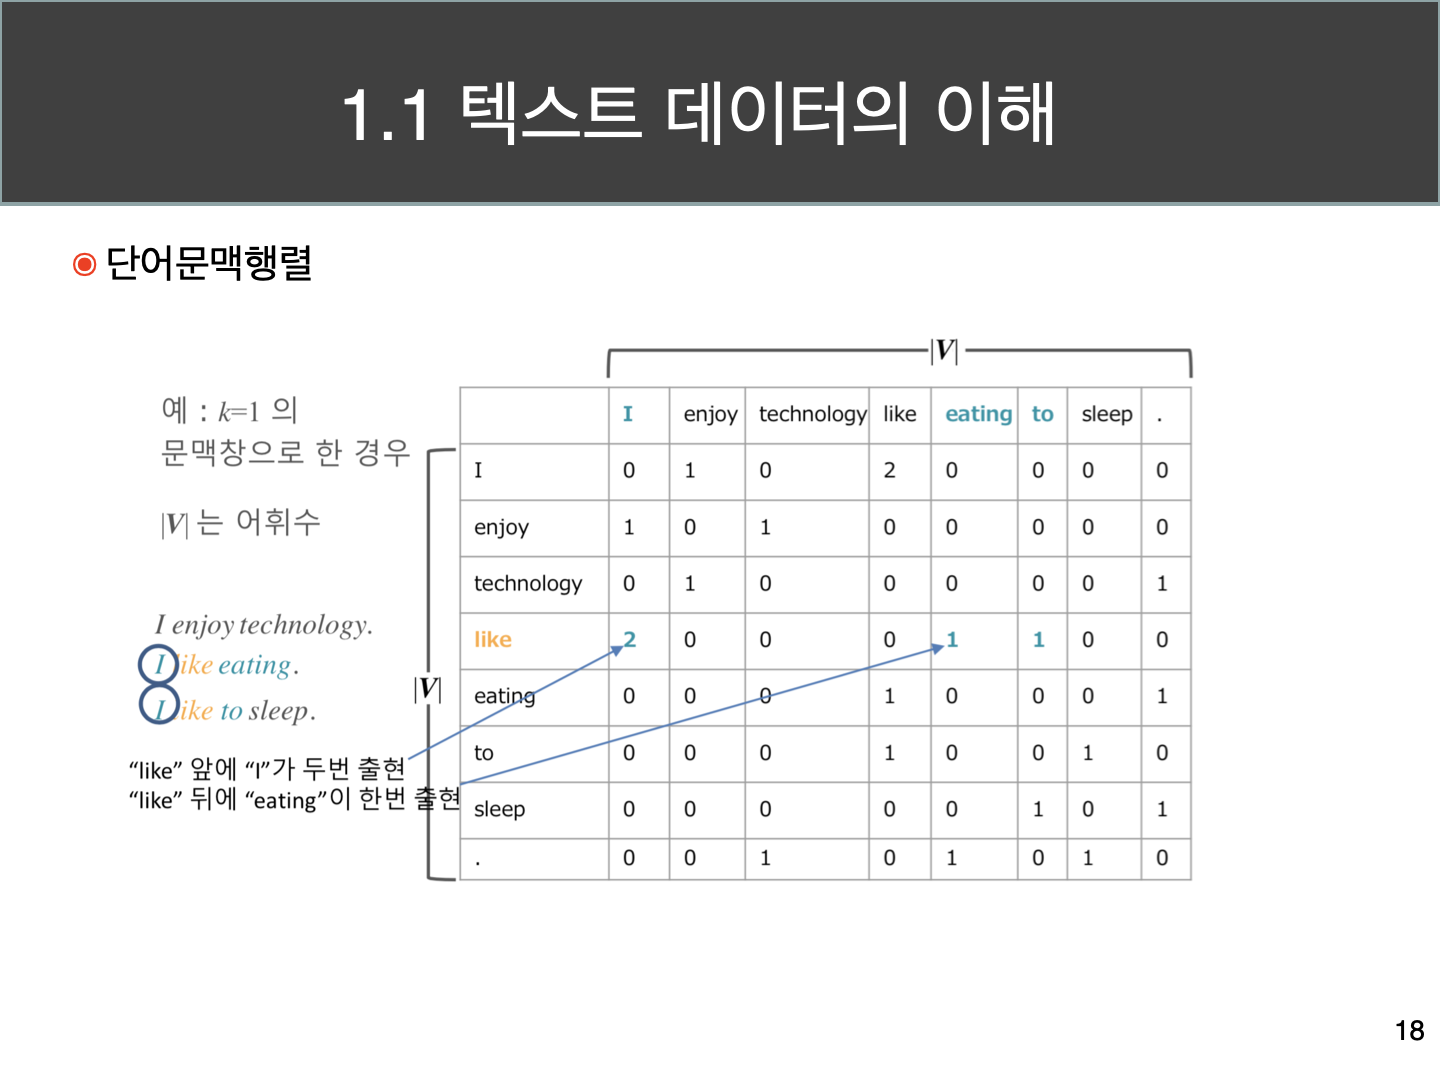 1.1 텍스트 데이터의 이해
단어문맥행렬
예 : k=1 의
문맥창으로 한 경우
|V| 는 어휘수
I enjoy technology.
I like eating.
I like to sleep.
“like” 앞에 “I”가 두번 출현
“like” 뒤에 “eating”이 한번 출현
|V|
|V|
I enjoy technology like eating to sleep .
I 0 1 0 2 0 0 0 0
enjoy 1 0 1 0 0 0 0 0
technology 0 1 0 0 0 0 0 1
like 2 0 0 0 1 1 0 0
eating 0 0 0 1 0 0 0 1
to 0 0 0 1 0 0 1 0
sleep 0 0 0 0 0 1 0 1
. 0 0 1 0 1 0 1 0
18